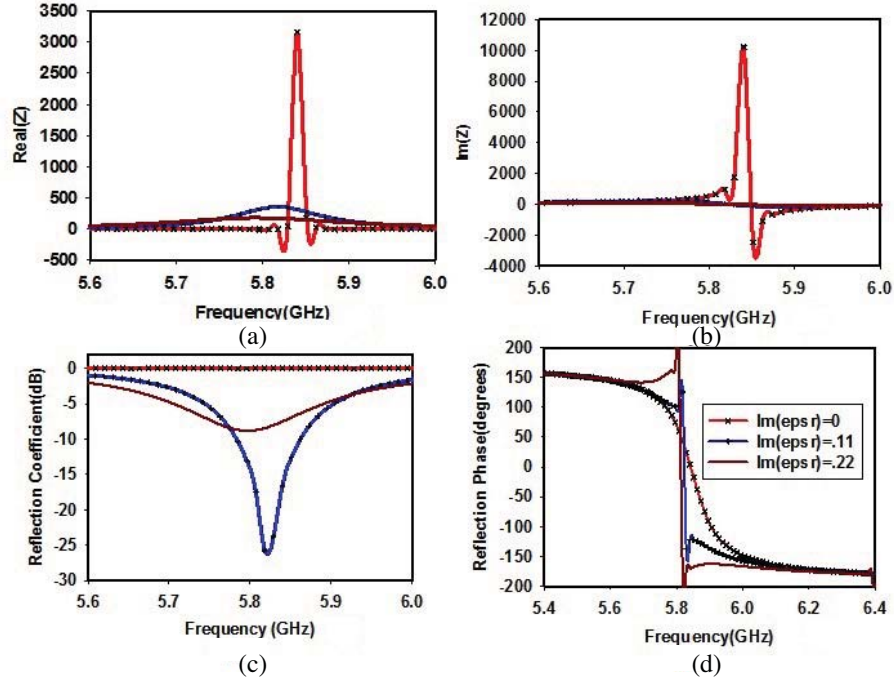 3500
3000
2500
2000
1500
1000
500
0
-500
Real(Z)
5.6 5.7 5.8 5.9 6.0
Frequency(GHz)
(a)
12000
10000
8000
6000
4000
2000
0
-2000
-4000
Im(Z)
5.6 5.7 5.8 5.9 6.0
Frequency(GHz)
(b)
0
-5
-10
-15
-20
-25
-30
Reflection Coefficient(dB)
5.6 5.7 5.8 5.9 6.0
Frequency (GHz)
(c)
200
150
100
50
0
-50
-100
-150
-200
Reflection Phase(degrees)
Im(epsr)=0
Im(epsr)=.11
Im(epsr)=.22
5.4 5.6 5.8 6.0 6.2 6.4
Frequency(GHz)
(d)